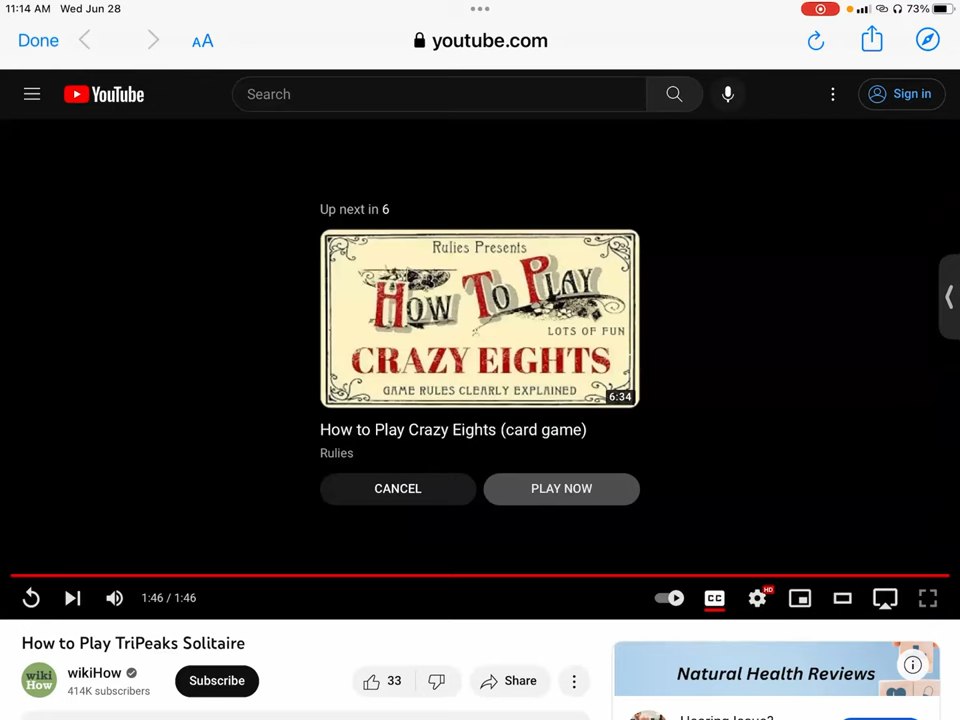 11:14 AM Wed Jun 28
73%
Done
AA
youtube.com
YouTube
Search
Sign in
Up next in 6
Rulies Presents
How To Play
LOTS OF FUN
CRAZY EIGHTS
GAME RULES CLEARLY EXPLAINED
6:34
How to Play Crazy Eights (card game)
Rulies
CANCEL
PLAY NOW
1:46 / 1:46
CC
HD
How to Play TriPeaks Solitaire
wiki
How
wikiHow
414K subscribers
Subscribe
33
Share
Natural Health Reviews
Hearing Issue?